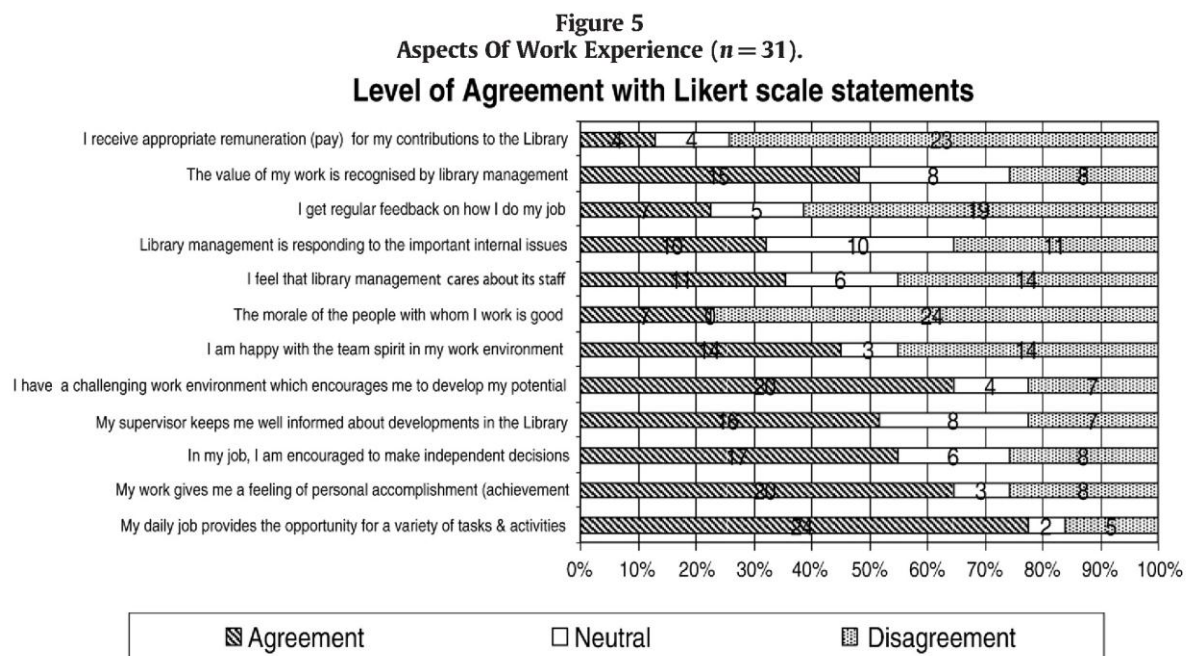 Figure 5
Aspects Of Work Experience (n = 31).
Level of Agreement with Likert scale statements
I receive appropriate remuneration (pay) for my contributions to the Library 4 4 23
The value of my work is recognised by library management 15 8 8
I get regular feedback on how I do my job 7 5 19
Library management is responding to the important internal issues 10 10 11
I feel that library management cares about its staff 11 6 14
The morale of the people with whom I work is good 7 0 24
I am happy with the team spirit in my work environment 14 3 14
I have a challenging work environment which encourages me to develop my potential 20 4 7
My supervisor keeps me well informed about developments in the Library 16 8 7
In my job, I am encouraged to make independent decisions 17 6 8
My work gives me a feeling of personal accomplishment (achievement 20 3 8
My daily job provides the opportunity for a variety of tasks & activities 24 2 5
0% 10% 20% 30% 40% 50% 60% 70% 80% 90% 100%
Agreement Neutral Disagreement